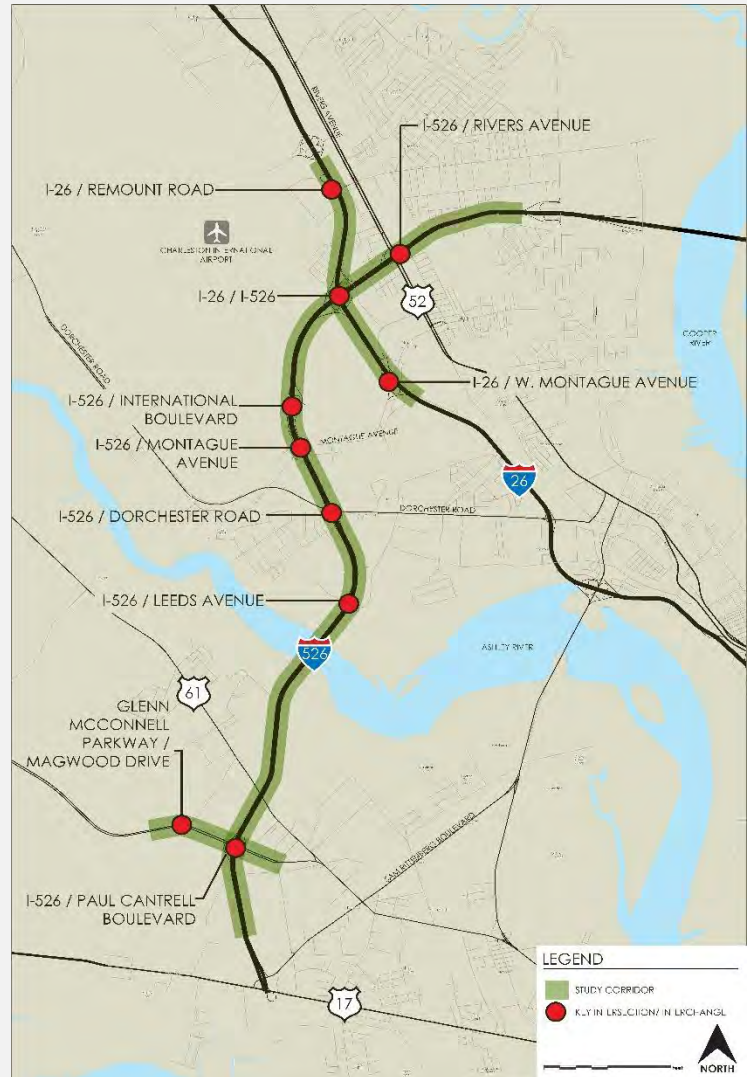 RIVERS AVENUE
I-526 / RIVERS AVENUE
I-26 / REMOUNT ROAD
CHARLESTON INTERNATIONAL
AIRPORT
I-26 / I-526
52
COOPER
RIVER
DORCHESTER ROAD
I-26 / W. MONTAGUE AVENUE
I-526 / INTERNATIONAL
BOULEVARD
MONTAGUE AVENUE
I-526 / MONTAGUE
AVENUE
26
I-526 / DORCHESTER ROAD
DORCHESTER ROAD
I-526 / LEEDS AVENUE
ASHLEY RIVER
526
61
GLENN
MCCONNELL
PARKWAY /
MAGWOOD DRIVE
SAM RITTENBERG BOULEVARD
I-526 / PAUL CANTRELL
BOULEVARD
17
LEGEND
STUDY CORRIDOR
KEY INTERSECTION/ INTERCHANGE
NORTH